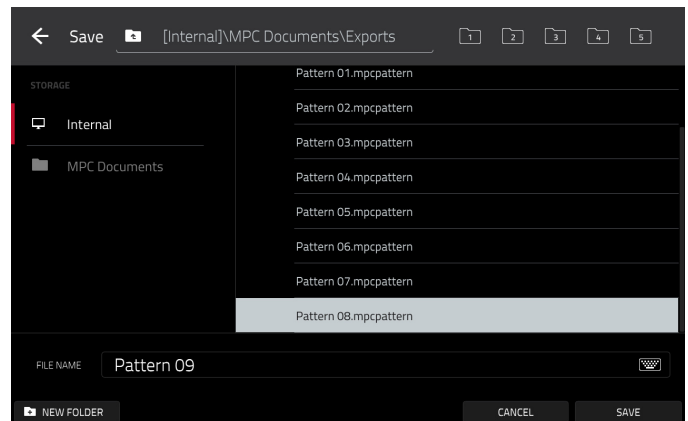 Save [Internal]\MPC Documents\Exports 1 2 3 4 5
STORAGE
Internal
MPC Documents
Pattern 01.mpcpattern
Pattern 02.mpcpattern
Pattern 03.mpcpattern
Pattern 04.mpcpattern
Pattern 05.mpcpattern
Pattern 06.mpcpattern
Pattern 07.mpcpattern
Pattern 08.mpcpattern
FILE NAME Pattern 09
NEW FOLDER CANCEL SAVE